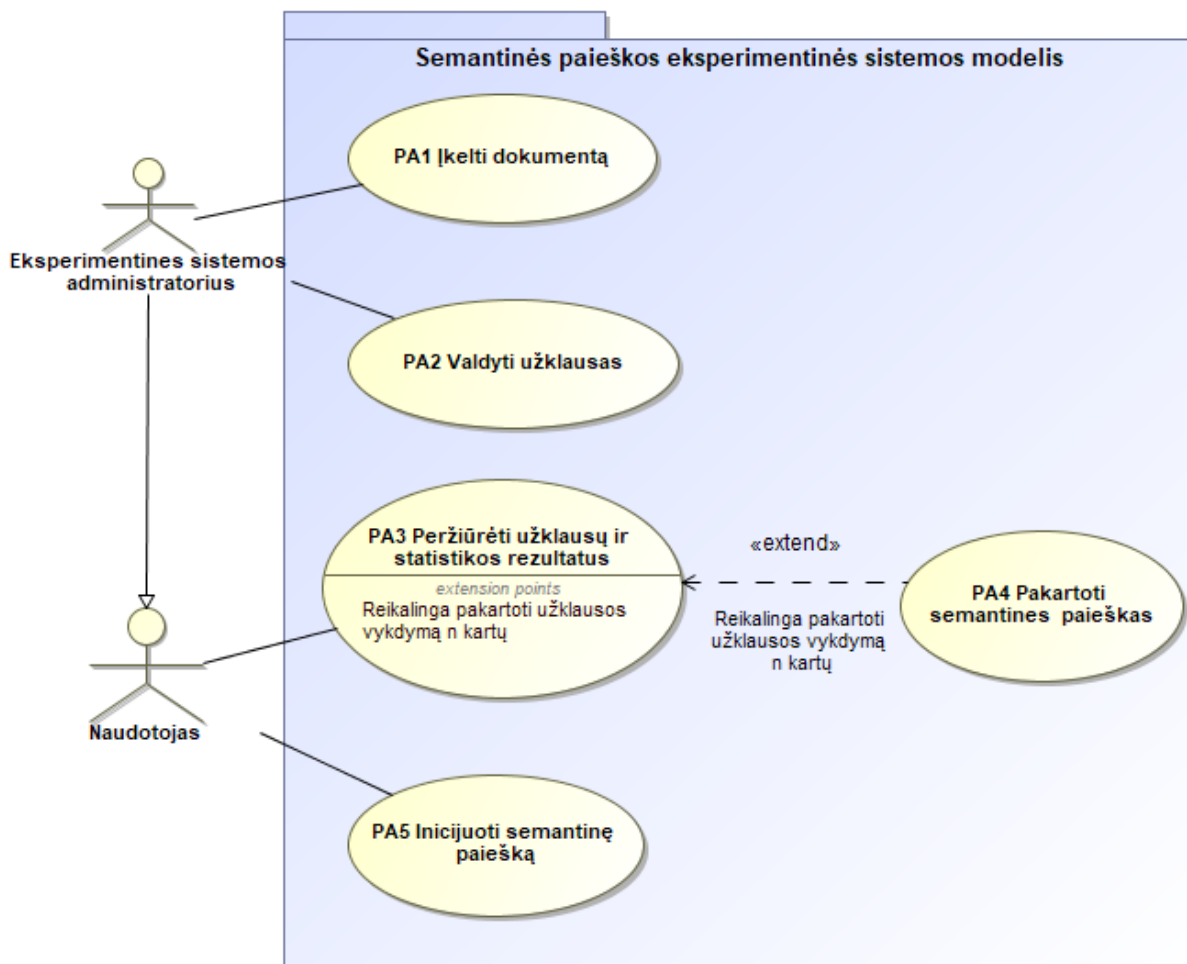 Semantinės paieškos eksperimentinės sistemos modelis
PA1 Įkelti dokumentą
Eksperimentines sistemos
administratorius
PA2 Valdyti užklausas
PA3 Peržiūrėti užklausų ir
statistikos rezultatus
extension points
Reikalinga pakartoti užklausos
vykdymą n kartų
«extend»
Reikalinga pakartoti
užklausos vykdymą
n kartų
PA4 Pakartoti
semantines paieškas
Naudotojas
PA5 Inicijuoti semantinę
paiešką